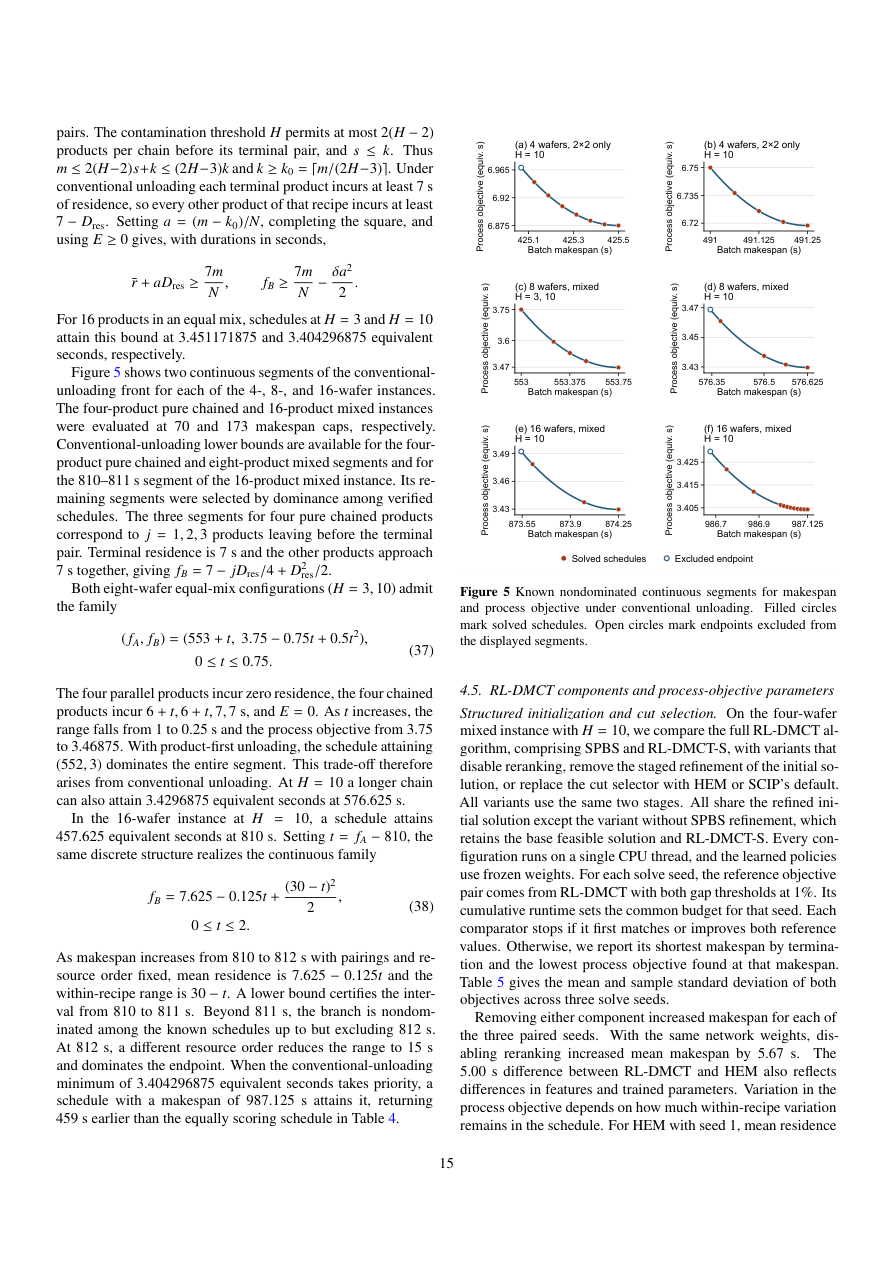 pairs. The contamination threshold H permits at most 2(H − 2)
products per chain before its terminal pair, and s ≤ k. Thus
m ≤ 2(H−2)s+k ≤ (2H−3)k and k ≥ k₀ = ⌈m/(2H−3)⌉. Under
conventional unloading each terminal product incurs at least 7 s
of residence, so every other product of that recipe incurs at least
7 − D_res. Setting a = (m − k₀)/N, completing the square, and
using E ≥ 0 gives, with durations in seconds,
r̄ + aD_res ≥ 7m/N, f_B ≥ 7m/N − δa²/2.
For 16 products in an equal mix, schedules at H = 3 and H = 10
attain this bound at 3.451171875 and 3.404296875 equivalent
seconds, respectively.
Figure 5 shows two continuous segments of the conventional-
unloading front for each of the 4-, 8-, and 16-wafer instances.
The four-product pure chained and 16-product mixed instances
were evaluated at 70 and 173 makespan caps, respectively.
Conventional-unloading lower bounds are available for the four-
product pure chained and eight-product mixed segments and for
the 810–811 s segment of the 16-product mixed instance. Its re-
maining segments were selected by dominance among verified
schedules. The three segments for four pure chained products
correspond to j = 1, 2, 3 products leaving before the terminal
pair. Terminal residence is 7 s and the other products approach
7 s together, giving f_B = 7 − jD_res/4 + D²_res/2.
Both eight-wafer equal-mix configurations (H = 3, 10) admit
the family
(f_A, f_B) = (553 + t, 3.75 − 0.75t + 0.5t²),
0 ≤ t ≤ 0.75.
(37)
The four parallel products incur zero residence, the four chained
products incur 6 + t, 6 + t, 7, 7 s, and E = 0. As t increases, the
range falls from 1 to 0.25 s and the process objective from 3.75
to 3.46875. With product-first unloading, the schedule attaining
(552, 3) dominates the entire segment. This trade-off therefore
arises from conventional unloading. At H = 10 a longer chain
can also attain 3.4296875 equivalent seconds at 576.625 s.
In the 16-wafer instance at H = 10, a schedule attains
457.625 equivalent seconds at 810 s. Setting t = f_A − 810, the
same discrete structure realizes the continuous family
f_B = 7.625 − 0.125t + (30 − t)²/2,
0 ≤ t ≤ 2.
(38)
As makespan increases from 810 to 812 s with pairings and re-
source order fixed, mean residence is 7.625 − 0.125t and the
within-recipe range is 30 − t. A lower bound certifies the inter-
val from 810 to 811 s. Beyond 811 s, the branch is nondom-
inated among the known schedules up to but excluding 812 s.
At 812 s, a different resource order reduces the range to 15 s
and dominates the endpoint. When the conventional-unloading
minimum of 3.404296875 equivalent seconds takes priority, a
schedule with a makespan of 987.125 s attains it, returning
459 s earlier than the equally scoring schedule in Table 4.
(a) 4 wafers, 2×2 only
H = 10
Process objective (equiv. s)
6.965
6.92
6.875
425.1 425.3 425.5
Batch makespan (s)
(b) 4 wafers, 2×2 only
H = 10
Process objective (equiv. s)
6.75
6.735
6.72
491 491.125 491.25
Batch makespan (s)
(c) 8 wafers, mixed
H = 3, 10
Process objective (equiv. s)
3.75
3.6
3.47
553 553.375 553.75
Batch makespan (s)
(d) 8 wafers, mixed
H = 10
Process objective (equiv. s)
3.47
3.45
3.43
576.35 576.5 576.625
Batch makespan (s)
(e) 16 wafers, mixed
H = 10
Process objective (equiv. s)
3.49
3.46
3.43
873.55 873.9 874.25
Batch makespan (s)
(f) 16 wafers, mixed
H = 10
Process objective (equiv. s)
3.425
3.415
3.405
986.7 986.9 987.125
Batch makespan (s)
Solved schedules Excluded endpoint
Figure 5 Known nondominated continuous segments for makespan
and process objective under conventional unloading. Filled circles
mark solved schedules. Open circles mark endpoints excluded from
the displayed segments.
4.5. RL-DMCT components and process-objective parameters
Structured initialization and cut selection. On the four-wafer
mixed instance with H = 10, we compare the full RL-DMCT al-
gorithm, comprising SPBS and RL-DMCT-S, with variants that
disable reranking, remove the staged refinement of the initial so-
lution, or replace the cut selector with HEM or SCIP's default.
All variants use the same two stages. All share the refined ini-
tial solution except the variant without SPBS refinement, which
retains the base feasible solution and RL-DMCT-S. Every con-
figuration runs on a single CPU thread, and the learned policies
use frozen weights. For each solve seed, the reference objective
pair comes from RL-DMCT with both gap thresholds at 1%. Its
cumulative runtime sets the common budget for that seed. Each
comparator stops if it first matches or improves both reference
values. Otherwise, we report its shortest makespan by termina-
tion and the lowest process objective found at that makespan.
Table 5 gives the mean and sample standard deviation of both
objectives across three solve seeds.
Removing either component increased makespan for each of
the three paired seeds. With the same network weights, dis-
abling reranking increased mean makespan by 5.67 s. The
5.00 s difference between RL-DMCT and HEM also reflects
differences in features and trained parameters. Variation in the
process objective depends on how much within-recipe variation
remains in the schedule. For HEM with seed 1, mean residence
15